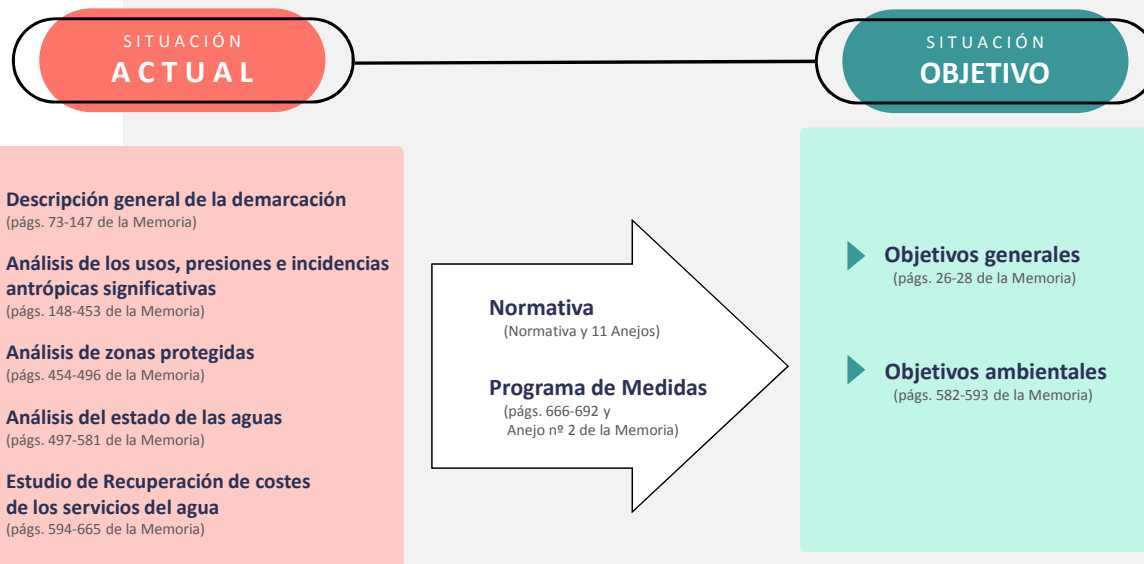 SITUACIÓN
ACTUAL
SITUACIÓN
OBJETIVO
Descripción general de la demarcación
(págs. 73-147 de la Memoria)
Análisis de los usos, presiones e incidencias
antrópicas significativas
(págs. 148-453 de la Memoria)
Análisis de zonas protegidas
(págs. 454-496 de la Memoria)
Análisis del estado de las aguas
(págs. 497-581 de la Memoria)
Estudio de Recuperación de costes
de los servicios del agua
(págs. 594-665 de la Memoria)
Normativa
(Normativa y 11 Anejos)
Programa de Medidas
(págs. 666-692 y
Anejo nº 2 de la Memoria)
Objetivos generales
(págs. 26-28 de la Memoria)
Objetivos ambientales
(págs. 582-593 de la Memoria)